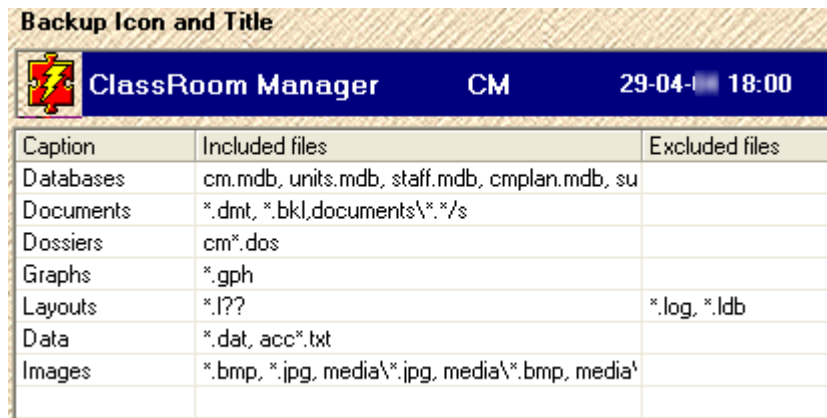 Backup Icon and Title
ClassRoom Manager CM 29-04- 18:00
Caption Included files Excluded files
Databases cm.mdb, units.mdb, staff.mdb, cmplan.mdb, su
Documents *.dmt, *.bkl,documents\*.*/s
Dossiers cm*.dos
Graphs *.gph
Layouts *.l?? *.log, *.ldb
Data *.dat, acc*.txt
Images *.bmp, *.jpg, media\*.jpg, media\*.bmp, media\